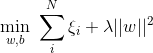 \min_{w,b} \sum_{i}^{N} \xi_i + \lambda ||w||^2